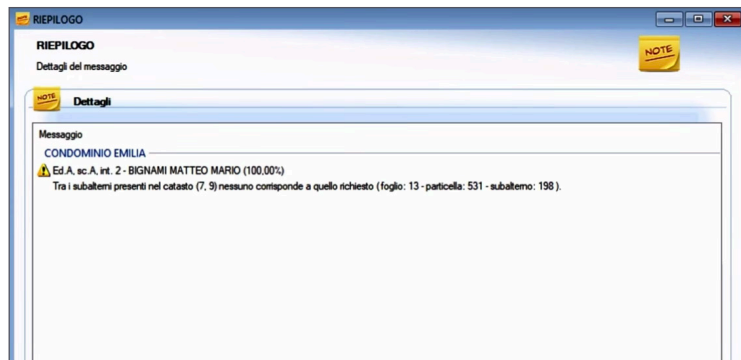 RIEPILOGO
RIEPILOGO
Dettagli del messaggio
NOTE
NOTE
Dettagli
Messaggio
CONDOMINIO EMILIA
Ed.A, sc.A, int. 2 - BIGNAMI MATTEO MARIO (100,00%)
Tra i subalterni presenti nel catasto (7, 9) nessuno corrisponde a quello richiesto (foglio: 13 - particella: 531 - subalterno: 198 ).